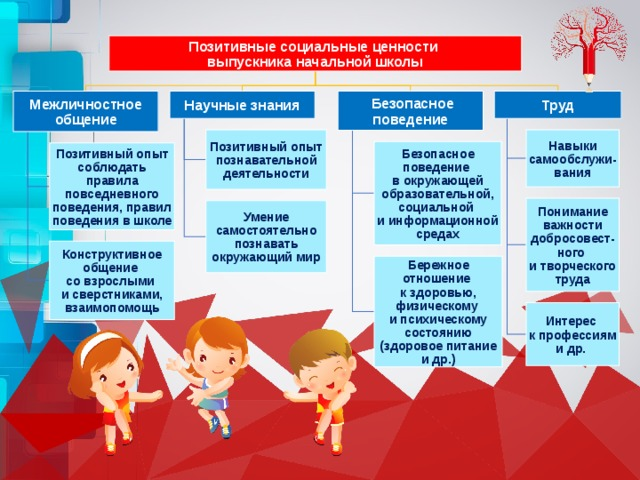 Позитивные социальные ценности
выпускника начальной школы
Межличностное
общение
Позитивный опыт
соблюдать
правила
повседневного
поведения, правил
поведения в школе
Конструктивное
общение
со взрослыми
и сверстниками,
взаимопомощь
Научные знания
Позитивный опыт
познавательной
деятельности
Умение
самостоятельно
познавать
окружающий мир
Безопасное
поведение
Безопасное
поведение
в окружающей
образовательной,
социальной
и информационной
средах
Бережное
отношение
к здоровью,
физическому
и психическому
состоянию
(здоровое питание
и др.)
Труд
Навыки
самообслужи-
вания
Понимание
важности
добросовест-
ного
и творческого
труда
Интерес
к профессиям
и др.